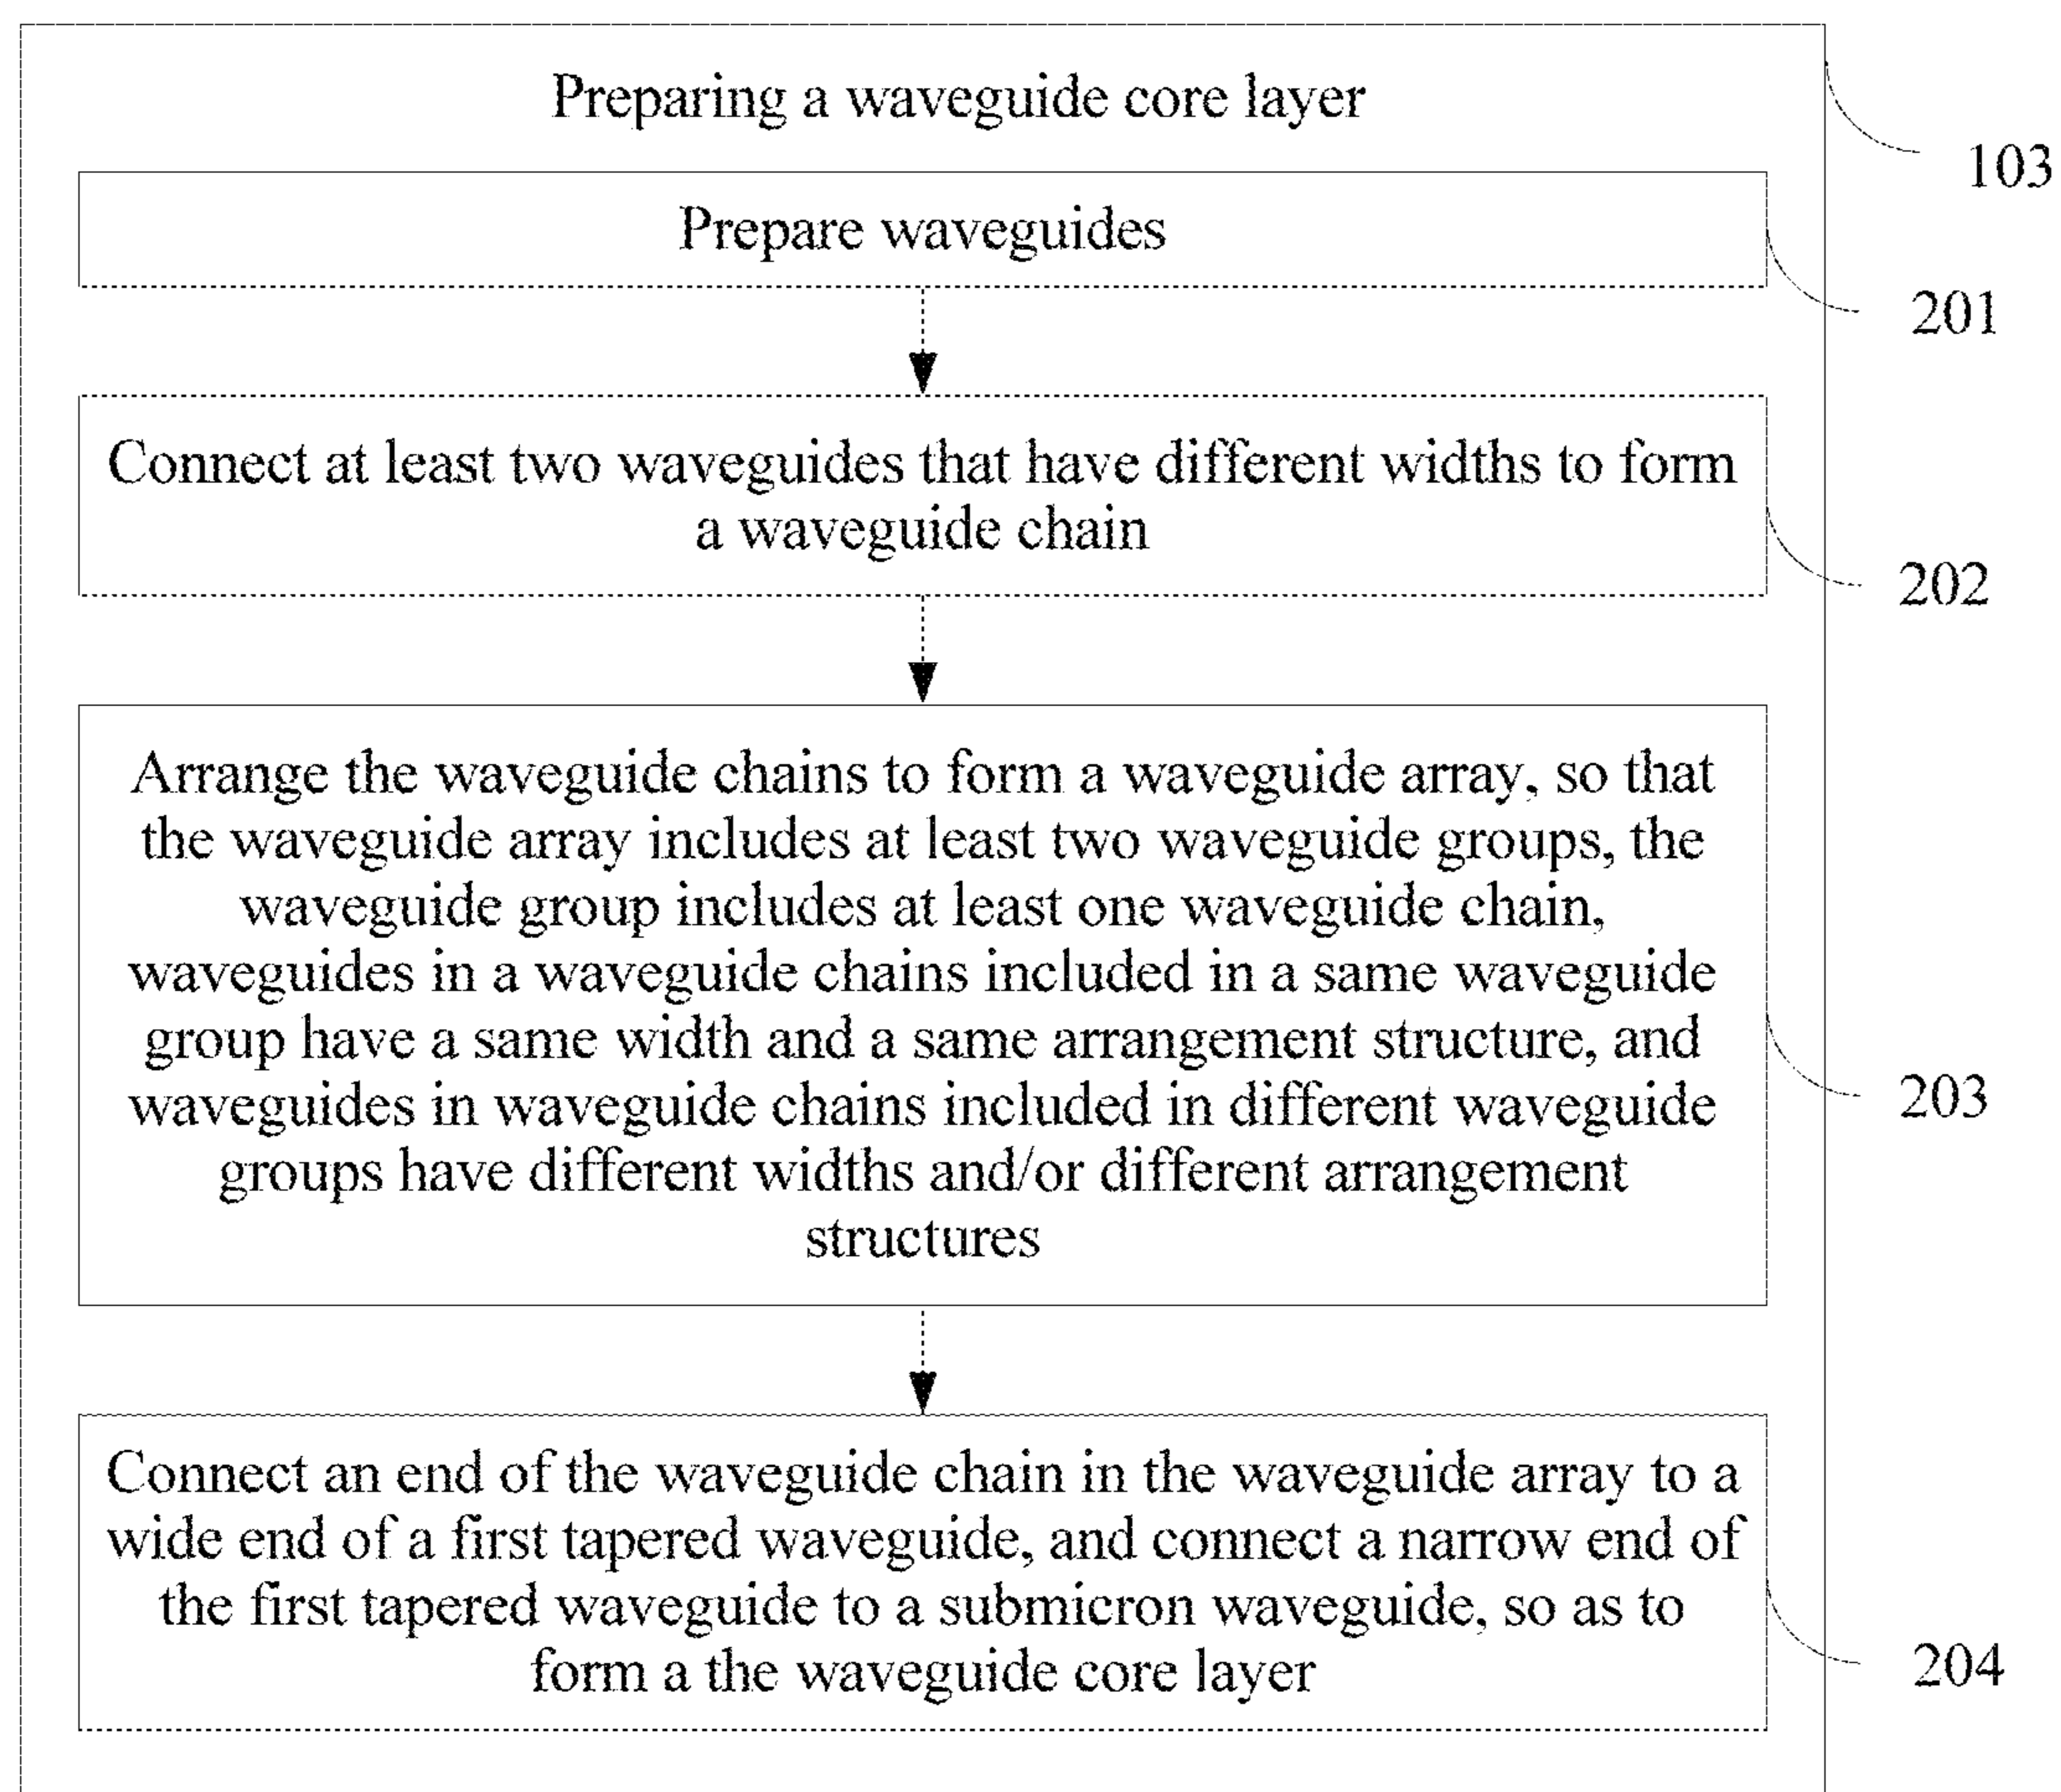 Preparing a waveguide core layer
103
Prepare waveguides
201
Connect at least two waveguides that have different widths to form
a waveguide chain
202
Arrange the waveguide chains to form a waveguide array, so that
the waveguide array includes at least two waveguide groups, the
waveguide group includes at least one waveguide chain,
waveguides in a waveguide chains included in a same waveguide
group have a same width and a same arrangement structure, and
waveguides in waveguide chains included in different waveguide
groups have different widths and/or different arrangement
structures
203
Connect an end of the waveguide chain in the waveguide array to a
wide end of a first tapered waveguide, and connect a narrow end of
the first tapered waveguide to a submicron waveguide, so as to
form a the waveguide core layer
204